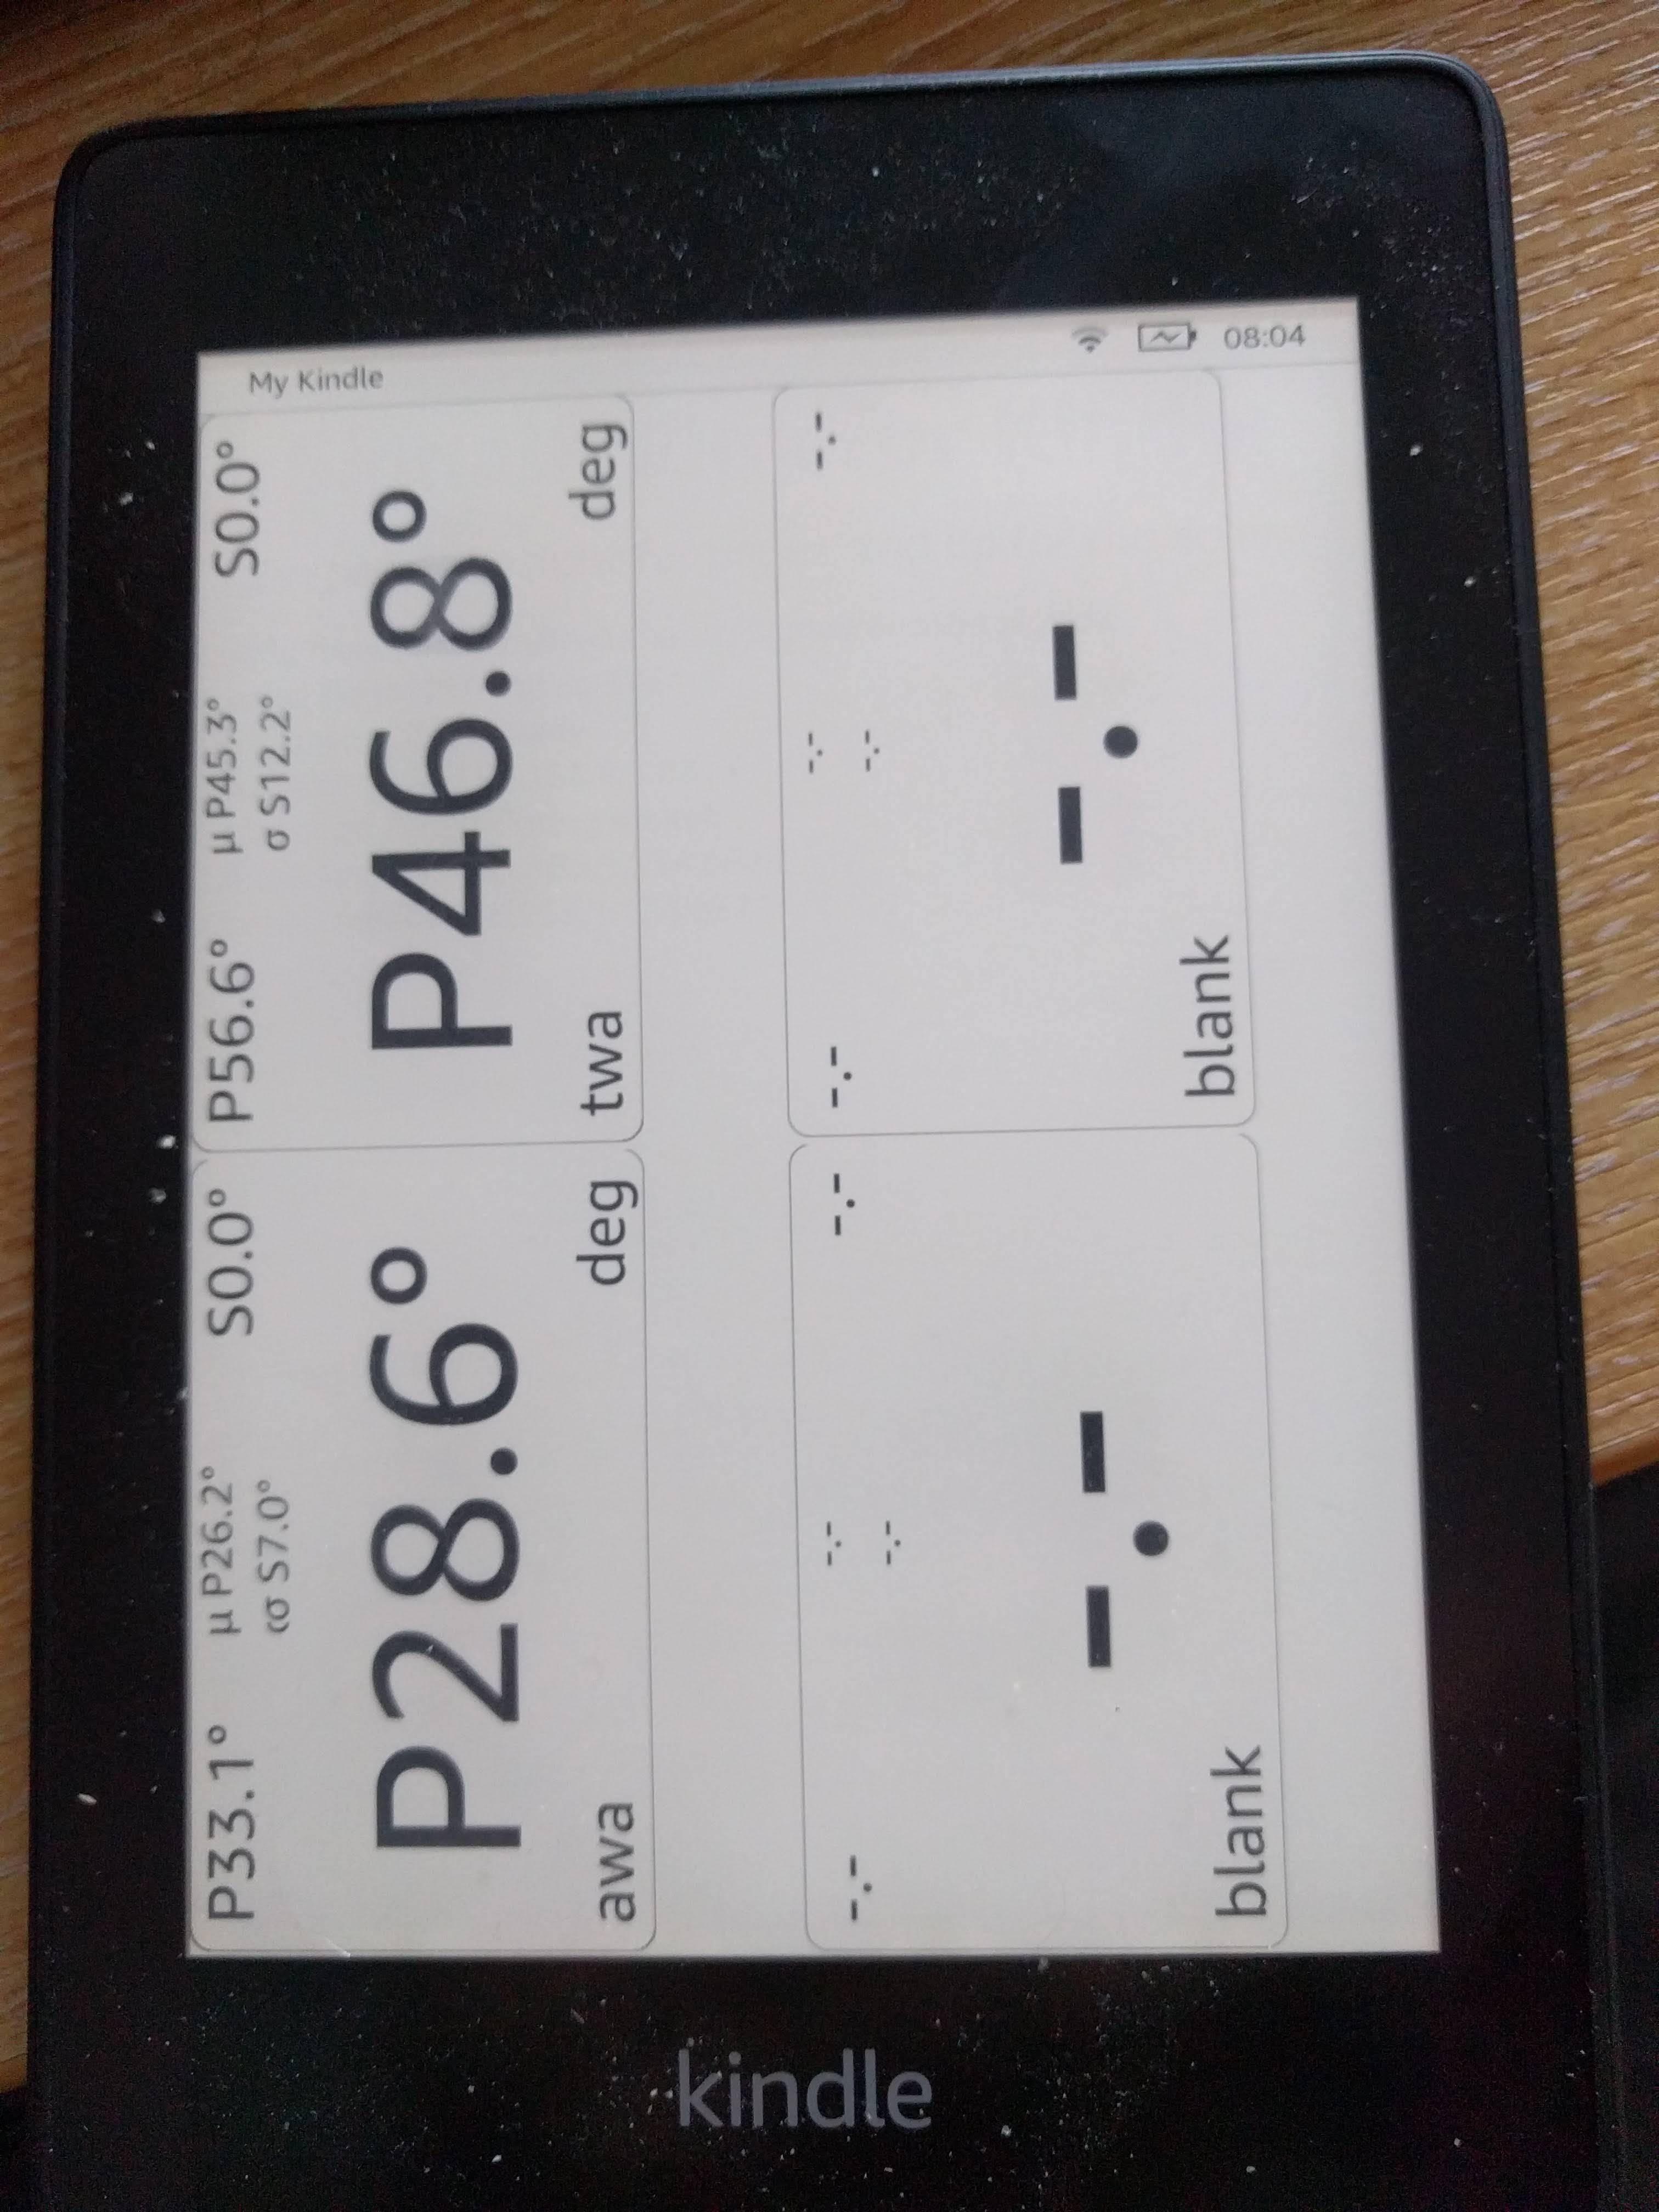 My Kindle
08:04
P33.1° µ P26.2° S0.0°
cσ S7.0°
P28.6°
awa deg
P56.6° µ P45.3° S0.0°
σ S12.2°
P46.8°
twa deg
-.- -.- -.-
-.-
-.-
blank
-.- -.- -.-
-.-
-.-
blank
kindle